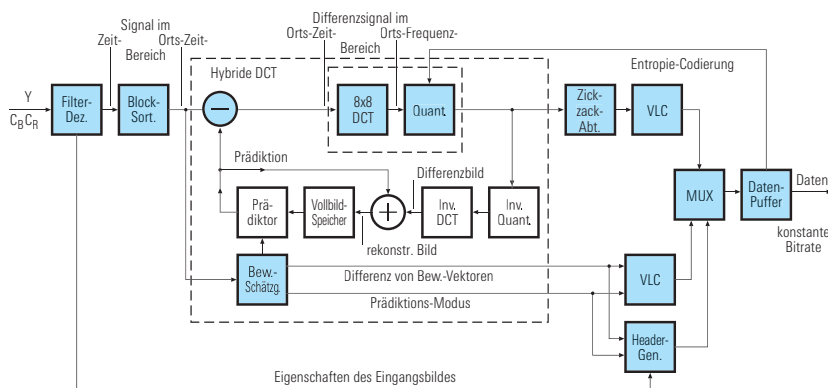 Signal im
Zeit-
Orts-Zeit-
Bereich
Differenzsignal im
Orts-Zeit-
Orts-Frequenz-
Bereich
Hybride DCT
Entropie-Codierung
Y
C_B C_R
Filter-
Dez.
Block-
Sort.
−
8x8
DCT
Quant.
Zick-
zack-
Abt.
VLC
Prädiktion
Differenzbild
MUX
Daten-
Puffer
Daten
konstante
Bitrate
Prä-
diktor
Vollbild-
Speicher
+
Inv.
DCT
Inv.
Quant.
rekonstr. Bild
Bew.-
Schätzg.
Differenz von Bew.-Vektoren
Prädiktions-Modus
VLC
Header-
Gen.
Eigenschaften des Eingangsbildes